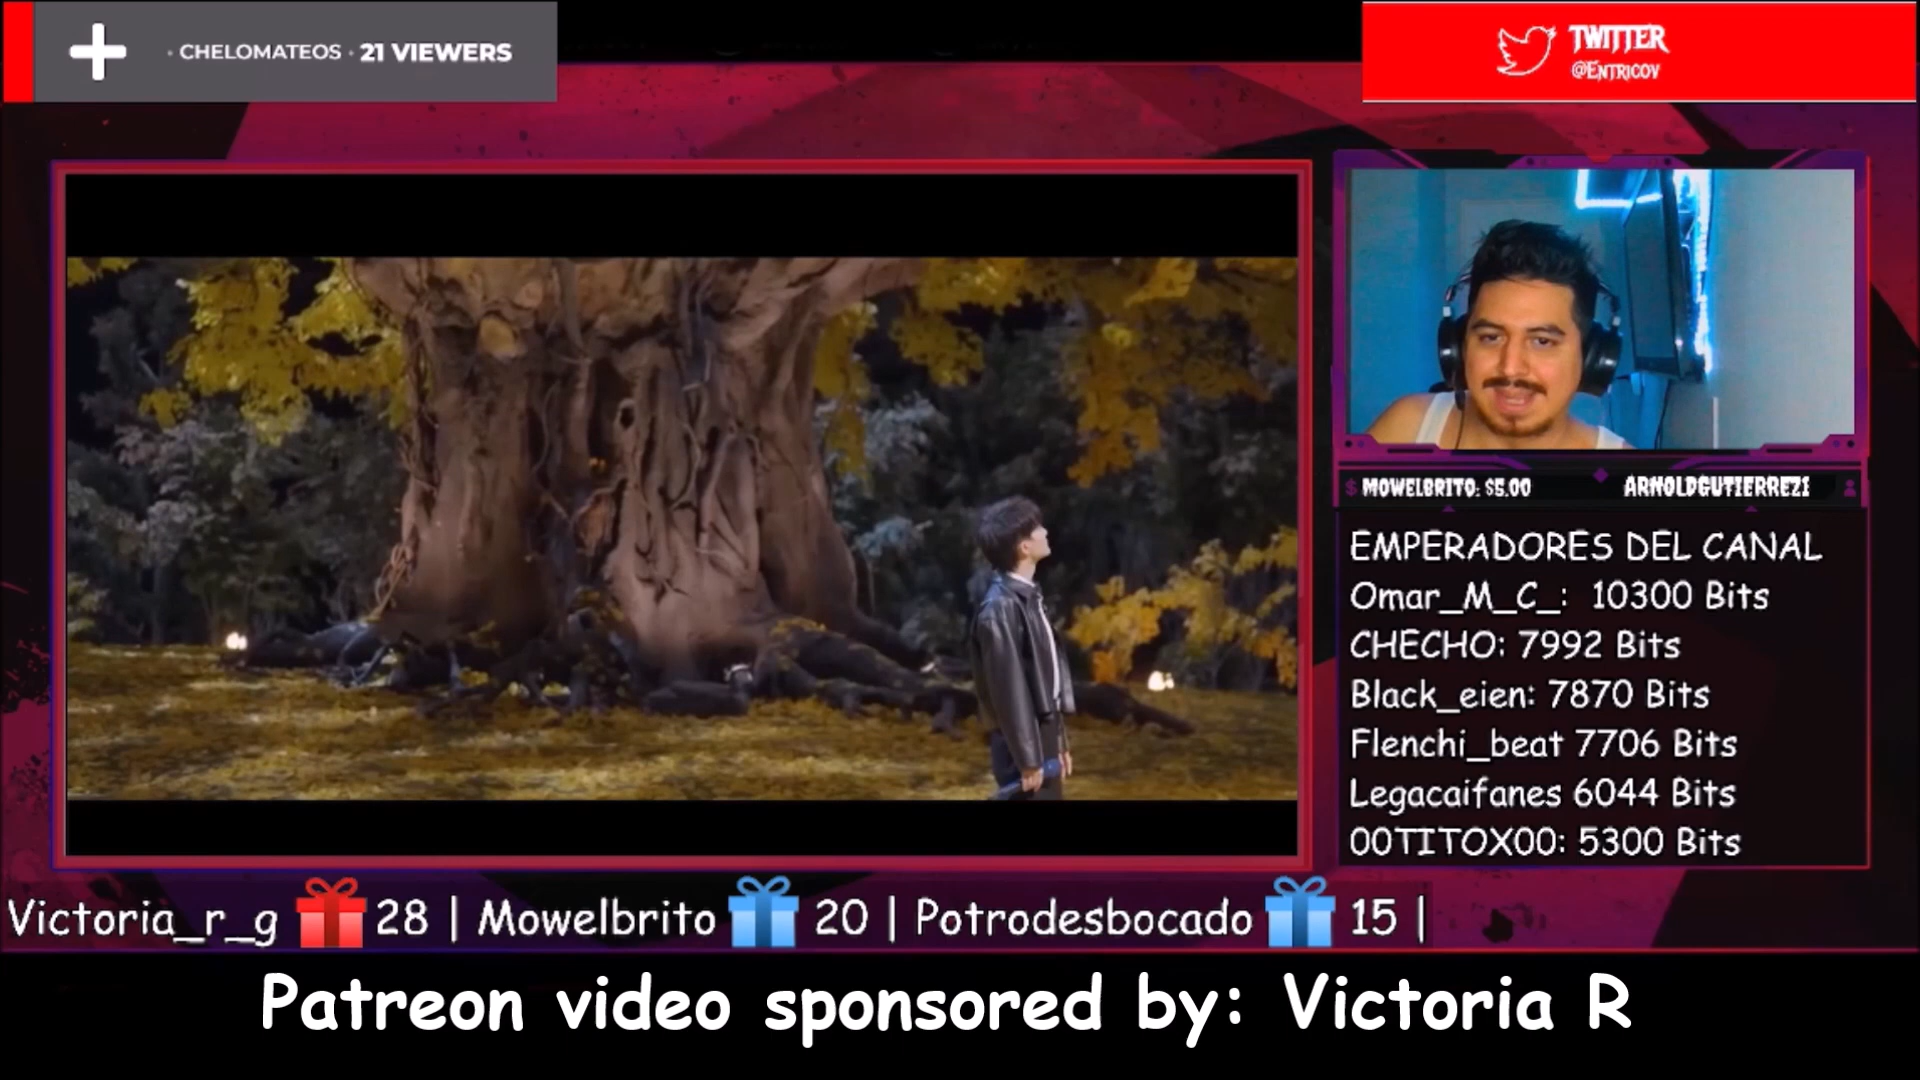 · CHELOMATEOS · 21 VIEWERS
TWITTER
@ENTRICOV
$ MOWELBRITO: $5.00
ARNOLDGUTIERREZ1
EMPERADORES DEL CANAL
Omar_M_C_: 10300 Bits
CHECHO: 7992 Bits
Black_eien: 7870 Bits
Flenchi_beat 7706 Bits
Legacaifanes 6044 Bits
00TITOX00: 5300 Bits
Victoria_r_g 28 | Mowelbrito 20 | Potrodesbocado 15 |
Patreon video sponsored by: Victoria R